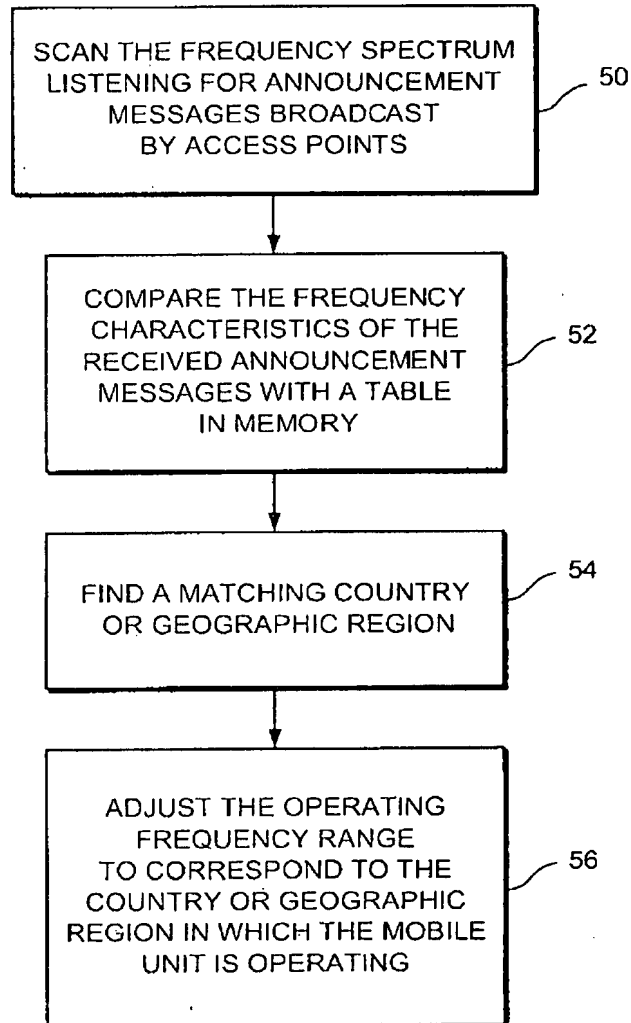 SCAN THE FREQUENCY SPECTRUM
LISTENING FOR ANNOUNCEMENT
MESSAGES BROADCAST
BY ACCESS POINTS
50
COMPARE THE FREQUENCY
CHARACTERISTICS OF THE
RECEIVED ANNOUNCEMENT
MESSAGES WITH A TABLE
IN MEMORY
52
FIND A MATCHING COUNTRY
OR GEOGRAPHIC REGION
54
ADJUST THE OPERATING
FREQUENCY RANGE
TO CORRESPOND TO THE
COUNTRY OR GEOGRAPHIC
REGION IN WHICH THE MOBILE
UNIT IS OPERATING
56